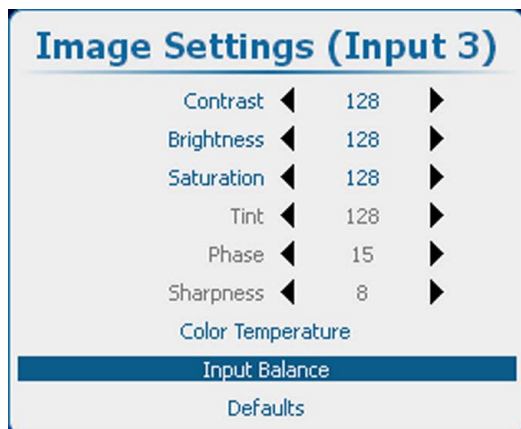 Image Settings (Input 3)
Contrast 128
Brightness 128
Saturation 128
Tint 128
Phase 15
Sharpness 8
Color Temperature
Input Balance
Defaults